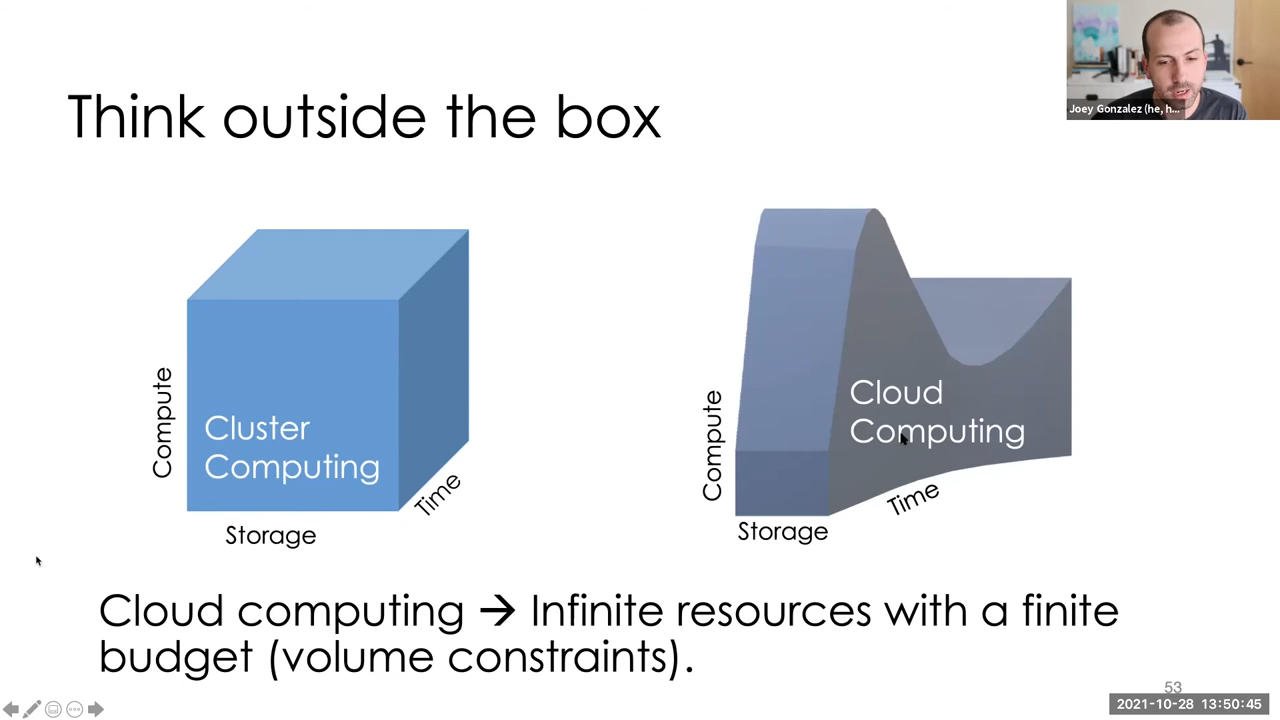 Joey Gonzalez (he, h...
Think outside the box
Compute
Cluster
Computing
Time
Storage
Compute
Cloud
Computing
Time
Storage
Cloud computing → Infinite resources with a finite
budget (volume constraints).
53
2021-10-28 13:50:45